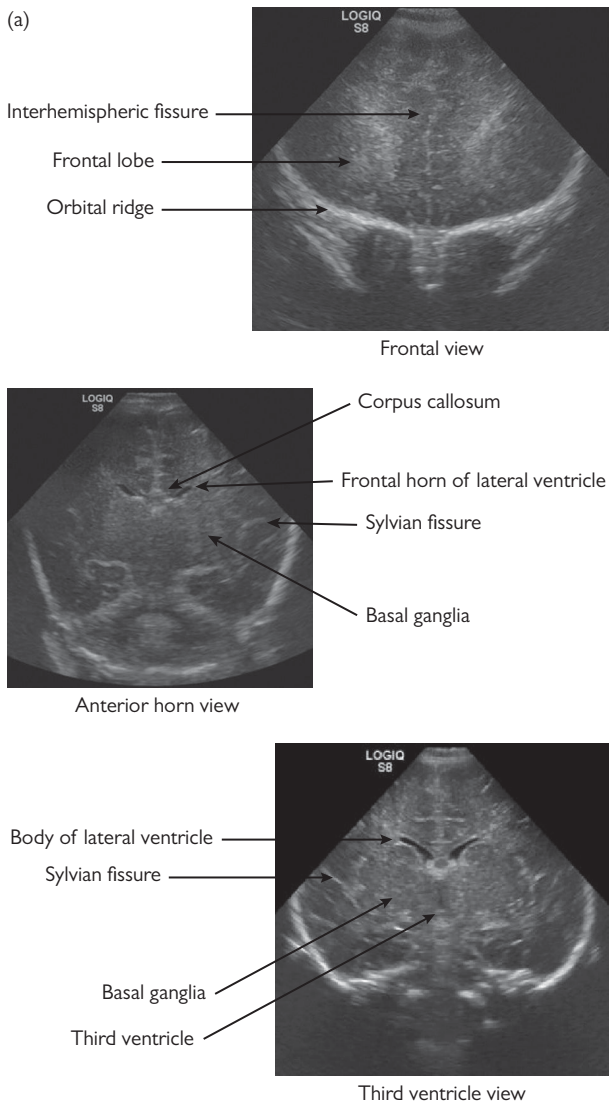 (a)
LOGIQ
S8
Interhemispheric fissure
Frontal lobe
Orbital ridge
Frontal view
LOGIQ
S8
Corpus callosum
Frontal horn of lateral ventricle
Sylvian fissure
Basal ganglia
Anterior horn view
LOGIQ
S8
Body of lateral ventricle
Sylvian fissure
Basal ganglia
Third ventricle
Third ventricle view